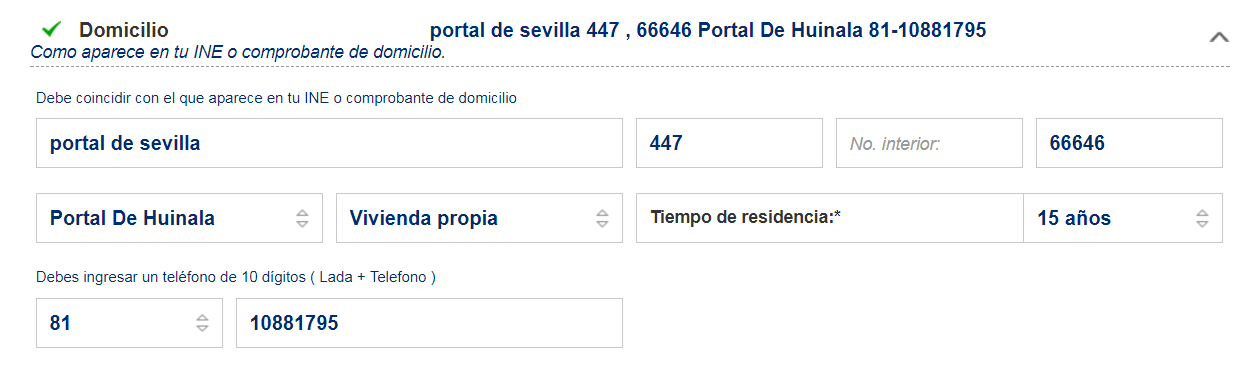 Domicilio portal de sevilla 447 , 66646 Portal De Huinala 81-10881795
Como aparece en tu INE o comprobante de domicilio.
Debe coincidir con el que aparece en tu INE o comprobante de domicilio
portal de sevilla 447 No. interior: 66646
Portal De Huinala Vivienda propia Tiempo de residencia:* 15 años
Debes ingresar un teléfono de 10 dígitos ( Lada + Telefono )
81 10881795